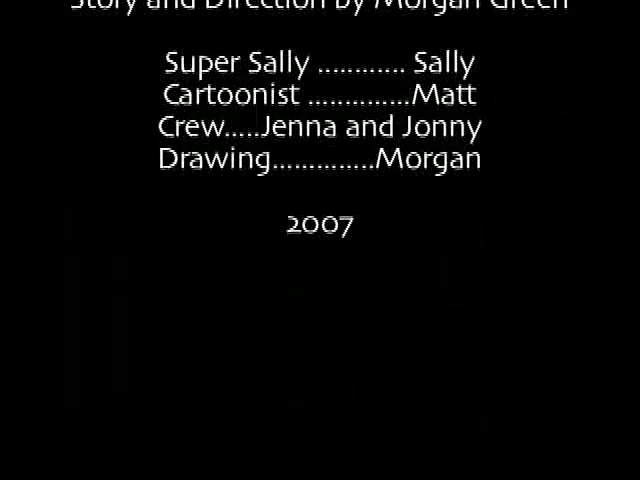 Story and Direction by Morgan Green
Super Sally ............ Sally
Cartoonist ..............Matt
Crew.....Jenna and Jonny
Drawing..............Morgan
2007